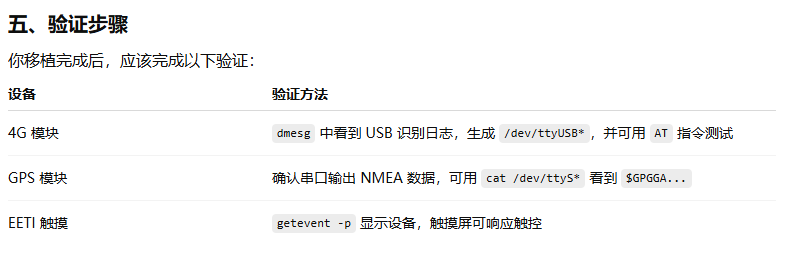 五、验证步骤
你移植完成后，应该完成以下验证：
设备 验证方法
4G 模块 dmesg 中看到 USB 识别日志，生成 /dev/ttyUSB*，并可用 AT 指令测试
GPS 模块 确认串口输出 NMEA 数据，可用 cat /dev/ttyS* 看到 $GPGGA...
EETI 触摸 getevent -p 显示设备，触摸屏可响应触控